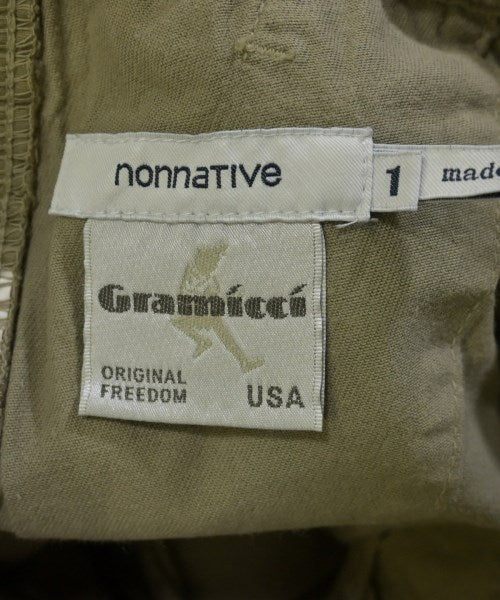 nonnative
1
made
Gramicci
ORIGINAL
FREEDOM
USA